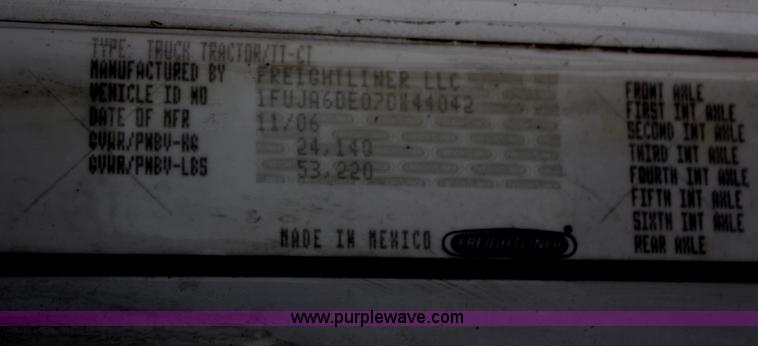 TYPE: TRUCK TRACTOR/TT-CT
MANUFACTURED BY FREIGHTLINER LLC
VEHICLE ID NO 1FUJA6DE07DX44042
DATE OF MFR 11/06
GVWR/PNBV-KG 24,140
GVWR/PNBV-LBS 53,220
FRONT AXLE
FIRST INT AXLE
SECOND INT AXLE
THIRD INT AXLE
FOURTH INT AXLE
FIFTH INT AXLE
SIXTH INT AXLE
REAR AXLE
MADE IN MEXICO FREIGHTLINER®
www.purplewave.com